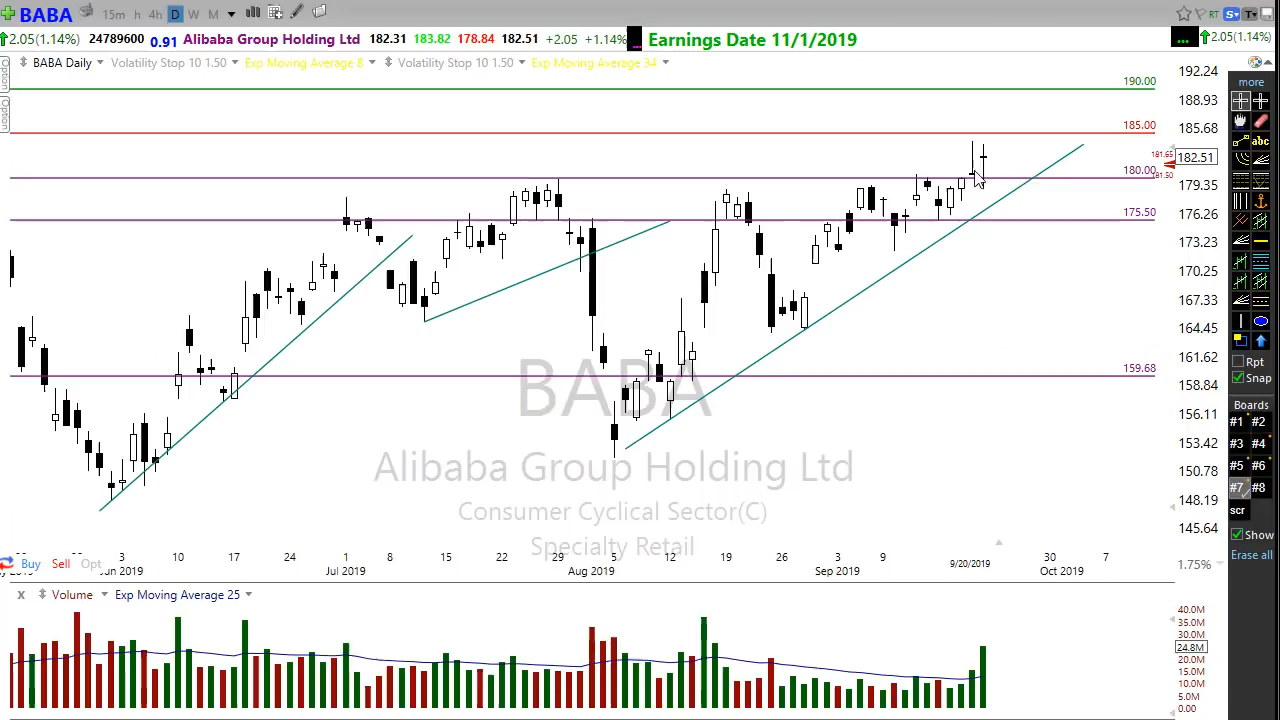 BABA 15m h 4h D W M RT S T
2.05(1.14%) 24789600 0.91 Alibaba Group Holding Ltd 182.31 183.82 178.84 182.51 +2.05 +1.14% ... Earnings Date 11/1/2019 ... 2.05(1.14%)
Option
Option
BABA Daily Volatility Stop 10 1.50 Exp Moving Average 8 Volatility Stop 10 1.50 Exp Moving Average 34
190.00
185.00
181.65
180.00
181.50
175.50
159.68
192.24
188.93
185.68
182.51
179.35
176.26
173.23
170.25
167.33
164.45
161.62
158.84
156.11
153.42
150.78
148.19
145.64
1.75%
BABA
Alibaba Group Holding Ltd
Consumer Cyclical Sector(C)
Specialty Retail
3 10 17 24 1 8 15 22 29 5 12 19 26 3 9 9/20/2019 30 7
Buy Sell Opt
Jun 2019 Jul 2019 Aug 2019 Sep 2019 Oct 2019
X Volume Exp Moving Average 25
40.0M
35.0M
30.0M
24.8M
20.0M
15.0M
10.0M
5.0M
0.00
more
abc
Rpt
Snap
Boards
#1 #2
#3 #4
#5 #6
#7 #8
scr
Show
Erase all